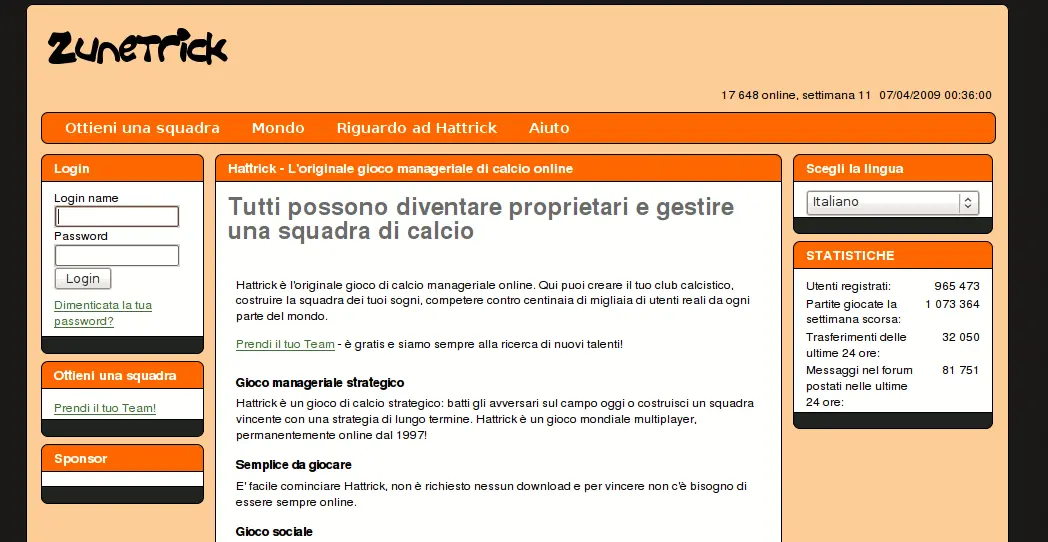 Zunetrick
17 648 online, settimana 11 07/04/2009 00:36:00
Ottieni una squadra Mondo Riguardo ad Hattrick Aiuto
Login
Login name
Password
Login
Dimenticata la tua
password?
Ottieni una squadra
Prendi il tuo Team!
Sponsor
Hattrick - L'originale gioco manageriale di calcio online
Tutti possono diventare proprietari e gestire
una squadra di calcio
Hattrick è l'originale gioco di calcio manageriale online. Qui puoi creare il tuo club calcistico,
costruire la squadra dei tuoi sogni, competere contro centinaia di migliaia di utenti reali da ogni
parte del mondo.
Prendi il tuo Team - è gratis e siamo sempre alla ricerca di nuovi talenti!
Gioco manageriale strategico
Hattrick è un gioco di calcio strategico: batti gli avversari sul campo oggi o costruisci un squadra
vincente con una strategia di lungo termine. Hattrick è un gioco mondiale multiplayer,
permanentemente online dal 1997!
Semplice da giocare
E' facile cominciare Hattrick, non è richiesto nessun download e per vincere non c'è bisogno di
essere sempre online.
Gioco sociale
Scegli la lingua
Italiano
STATISTICHE
Utenti registrati: 965 473
Partite giocate la 1 073 364
settimana scorsa:
Trasferimenti delle 32 050
ultime 24 ore:
Messaggi nel forum 81 751
postati nelle ultime
24 ore: